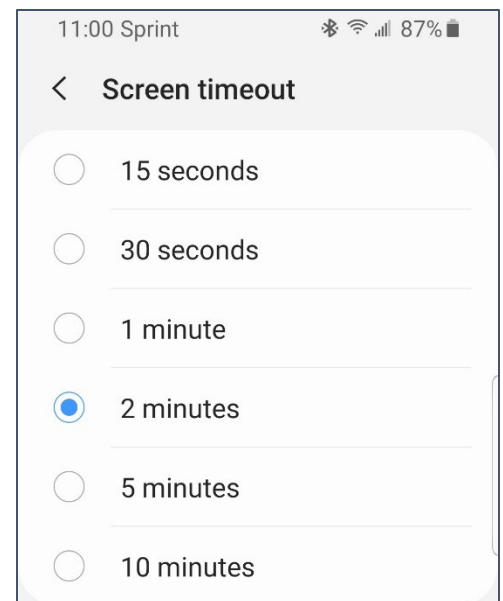 11:00 Sprint 87%
Screen timeout
15 seconds
30 seconds
1 minute
2 minutes
5 minutes
10 minutes